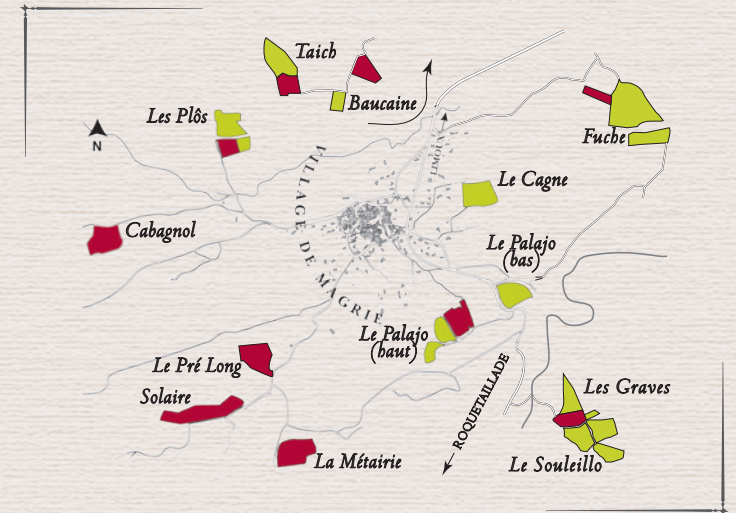 Taich
Baucaine
Les Plôs
N
Fuche
LIMOUX
Le Cagne
VILLAGE DE MAGRIE
Cabagnol
Le Palajo
(bas)
Le Palajo
(haut)
Le Pré Long
Solaire
ROQUETAILLADE
Les Graves
La Métairie
Le Souleillo